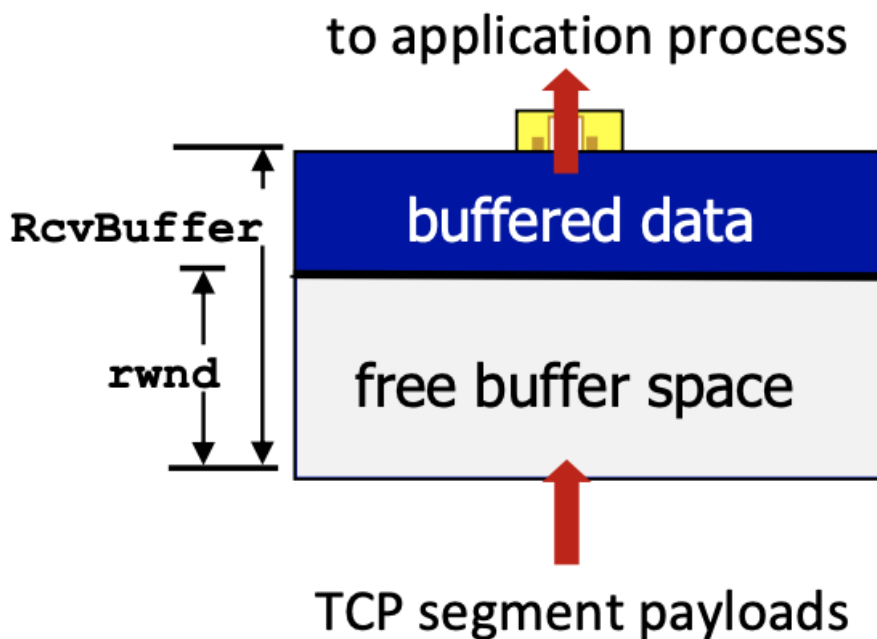 to application process
RcvBuffer
buffered data
rwnd
free buffer space
TCP segment payloads